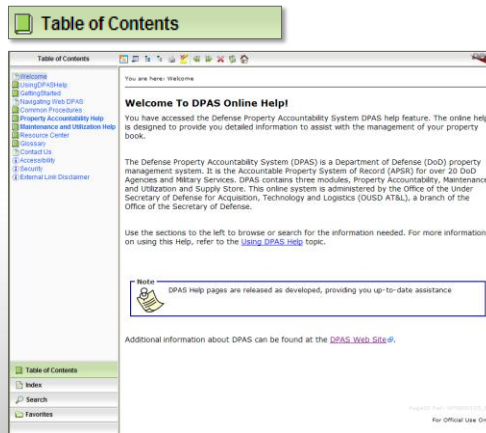 Table of Contents
Table of Contents
Welcome
UsingDPASHelp
GettingStarted
Navigating Web DPAS
Common Procedures
Property Accountability Help
Maintenance and Utilization Help
Resource Center
Glossary
Contact Us
Accessibility
Security
External Link Disclaimer
You are here: Welcome
Welcome To DPAS Online Help!
You have accessed the Defense Property Accountability System DPAS help feature. The online help
is designed to provide you detailed information to assist with the management of your property
book.
The Defense Property Accountability System (DPAS) is a Department of Defense (DoD) property
management system. It is the Accountable Property System of Record (APSR) for over 20 DoD
Agencies and Military Services. DPAS contains three modules, Property Accountability, Maintenance
and Utilization and Supply Store. This online system is administered by the Office of the Under
Secretary of Defense for Acquisition, Technology and Logistics (OUSD AT&L), a branch of the
Office of the Secretary of Defense.
Use the sections to the left to browse or search for the information needed. For more information
on using this Help, refer to the Using DPAS Help topic.
Note
DPAS Help pages are released as developed, providing you up-to-date assistance
Additional information about DPAS can be found at the DPAS Web Site.
Table of Contents
Index
Search
Favorites
For Official Use On